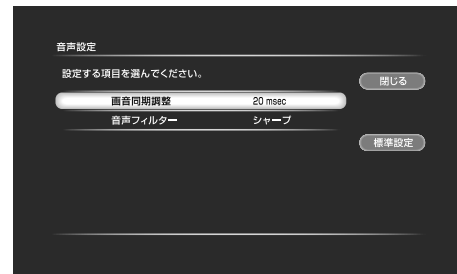 音声設定
設定する項目を選んでください。
閉じる
画音同期調整 20 msec
音声フィルター シャープ
標準設定